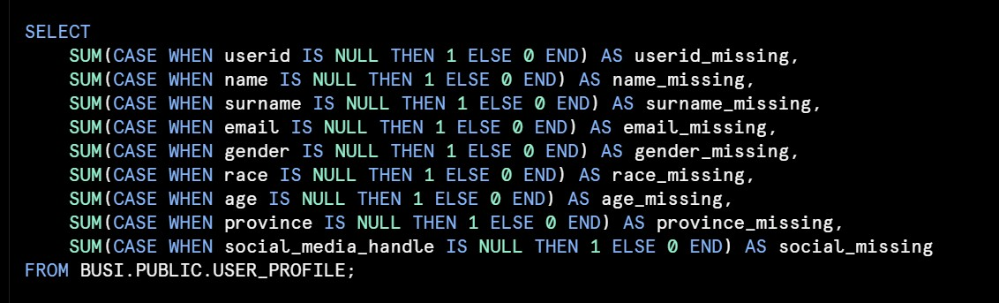 SELECT
    SUM(CASE WHEN userid IS NULL THEN 1 ELSE 0 END) AS userid_missing,
    SUM(CASE WHEN name IS NULL THEN 1 ELSE 0 END) AS name_missing,
    SUM(CASE WHEN surname IS NULL THEN 1 ELSE 0 END) AS surname_missing,
    SUM(CASE WHEN email IS NULL THEN 1 ELSE 0 END) AS email_missing,
    SUM(CASE WHEN gender IS NULL THEN 1 ELSE 0 END) AS gender_missing,
    SUM(CASE WHEN race IS NULL THEN 1 ELSE 0 END) AS race_missing,
    SUM(CASE WHEN age IS NULL THEN 1 ELSE 0 END) AS age_missing,
    SUM(CASE WHEN province IS NULL THEN 1 ELSE 0 END) AS province_missing,
    SUM(CASE WHEN social_media_handle IS NULL THEN 1 ELSE 0 END) AS social_missing
FROM BUSI.PUBLIC.USER_PROFILE;